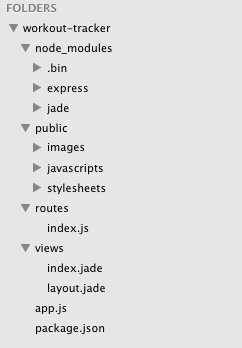 FOLDERS
workout-tracker
node_modules
.bin
express
jade
public
images
javascripts
stylesheets
routes
index.js
views
index.jade
layout.jade
app.js
package.json